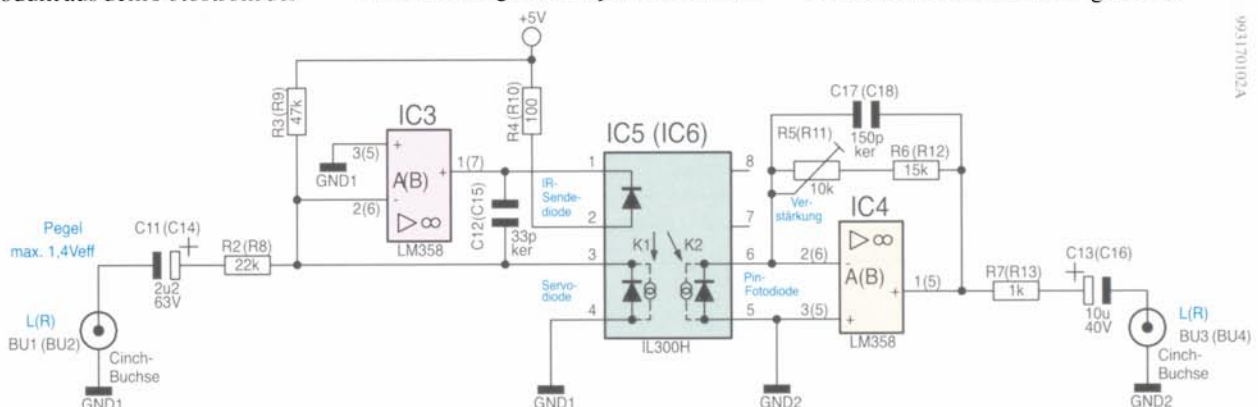 +5V
993170102A
R3(R9)
47k
IC3
3(5)
+
A(B)
+
1(7)
-
2(6)
▷∞
LM358
GND1
R4(R10)
100
C12(C15)
33p
ker
IC5 (IC6)
1
IR-
Sende-
diode
2
3
Servo-
diode
4
K1
K2
8
7
6
Pin-
Fotodiode
5
IL300H
C17 (C18)
150p
ker
R5(R11)
10k
R6(R12)
15k
Ver-
stärkung
IC4
▷∞
2(6)
-
A(B)
+
1(5)
3(5)
+
LM358
Pegel
max. 1,4Veff
C11(C14)
+
2u2
63V
R2(R8)
22k
L(R)
BU1 (BU2)
Cinch-
Buchse
GND1
GND1
GND2
R7(R13)
1k
C13(C16)
+
10u
40V
L(R)
BU3 (BU4)
Cinch-
Buchse
GND2